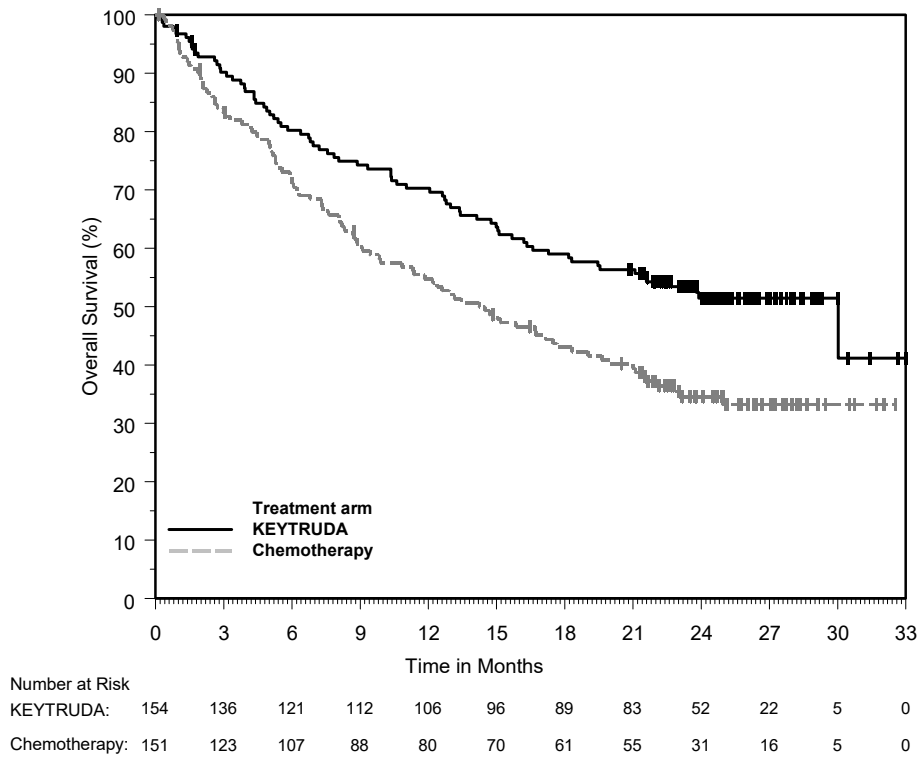 100
90
80
70
60
50
40
30
20
10
0
Overall Survival (%)
Treatment arm
KEYTRUDA
Chemotherapy
0 3 6 9 12 15 18 21 24 27 30 33
Time in Months
Number at Risk
KEYTRUDA: 154 136 121 112 106 96 89 83 52 22 5 0
Chemotherapy: 151 123 107 88 80 70 61 55 31 16 5 0